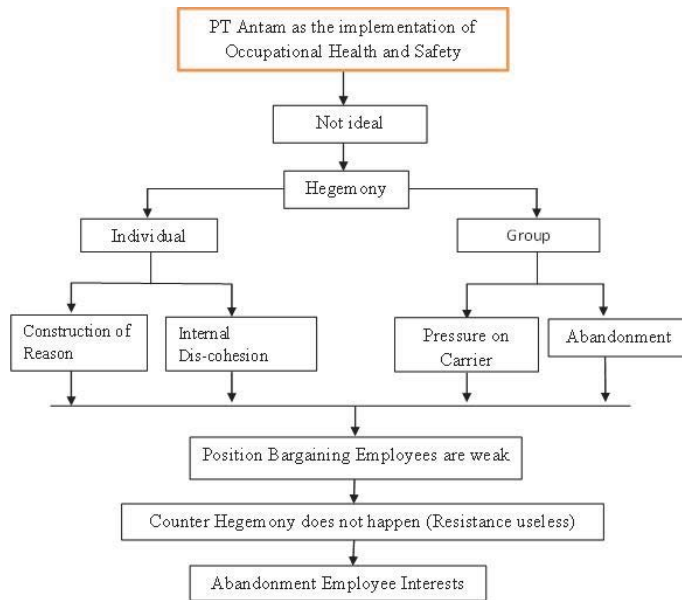 PT Antam as the implementation of
Occupational Health and Safety
Not ideal
Hegemony
Individual
Group
Construction of
Reason
Internal
Dis-cohesion
Pressure on
Carrier
Abandonment
Position Bargaining Employees are weak
Counter Hegemony does not happen (Resistance useless)
Abandonment Employee Interests